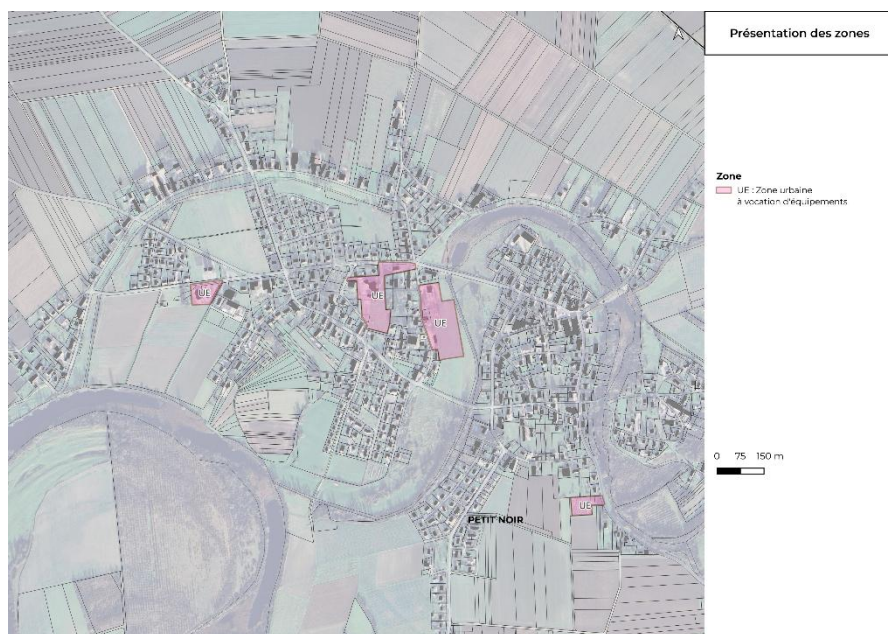 Présentation des zones
Zone
UE : Zone urbaine
à vocation d'équipements
UE
UE
UE
0 75 150 m
UE
PETIT NOIR